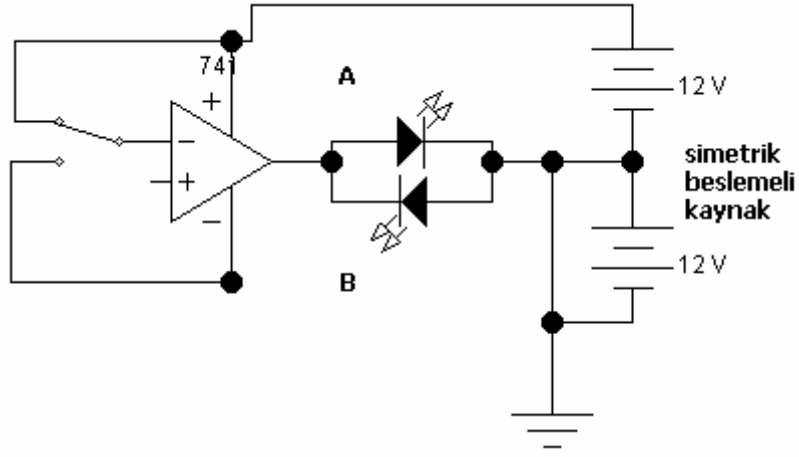 741
+
−
−+
−
A
B
12 V
simetrik
beslemeli
kaynak
12 V